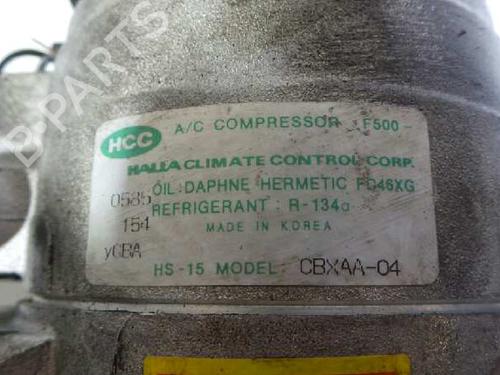 B-PARTS
HCC
A/C COMPRESSOR F500-
HALLA CLIMATE CONTROL CORP.
0585 OIL: DAPHNE HERMETIC FD46XG
REFRIGERANT : R-134a
154 MADE IN KOREA
yCBA
HS-15 MODEL: CBXAA-04